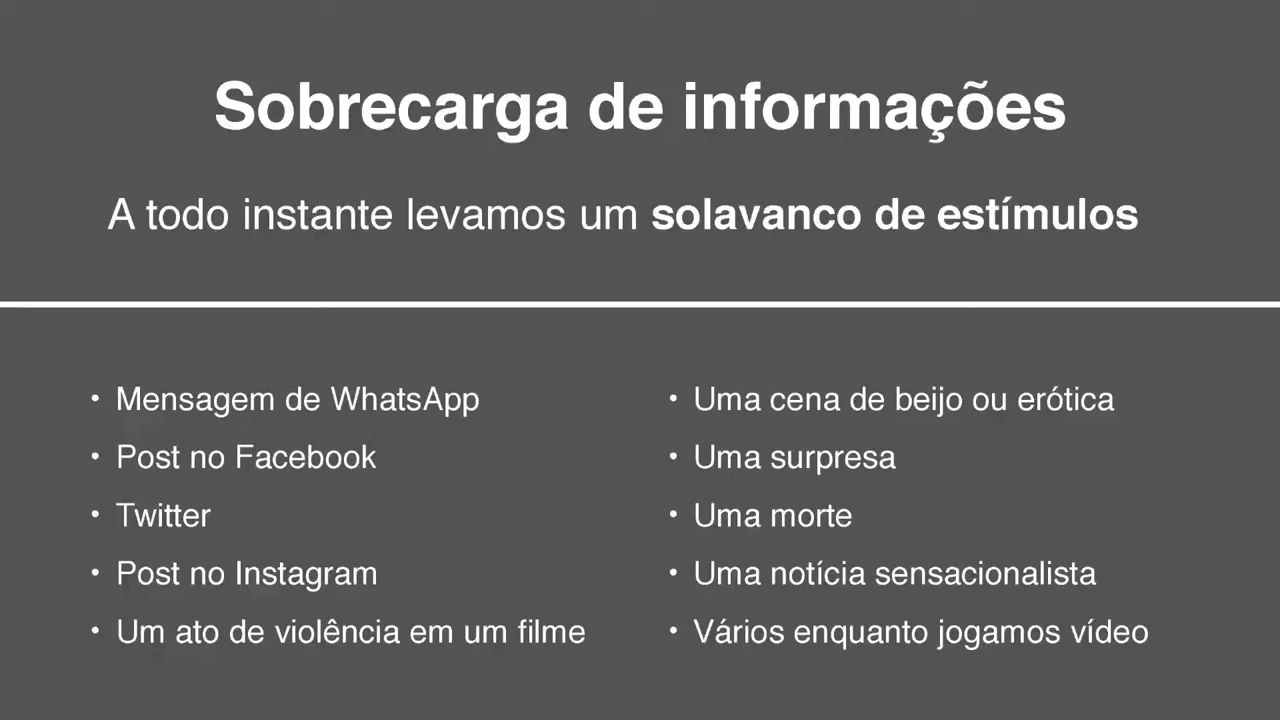 Sobrecarga de informações
A todo instante levamos um solavanco de estímulos
• Mensagem de WhatsApp
• Post no Facebook
• Twitter
• Post no Instagram
• Um ato de violência em um filme
• Uma cena de beijo ou erótica
• Uma surpresa
• Uma morte
• Uma notícia sensacionalista
• Vários enquanto jogamos vídeo